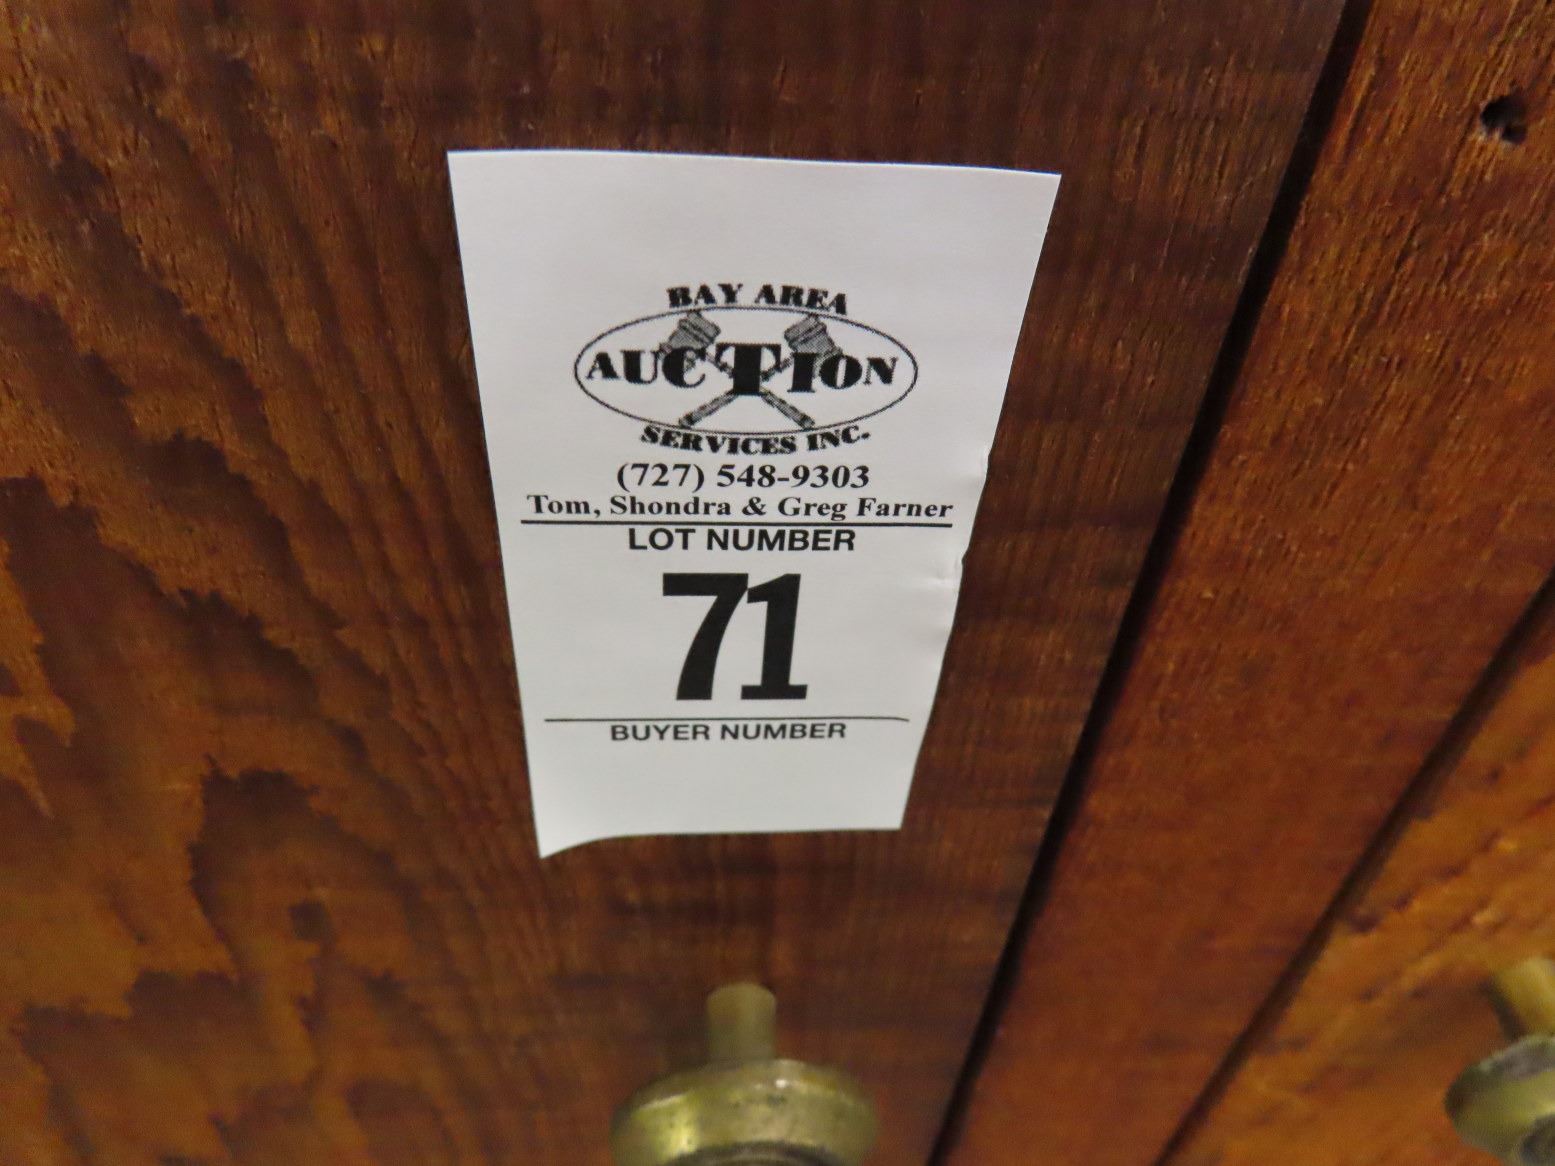 BAY AREA
AUCTION
SERVICES INC.
(727) 548-9303
Tom, Shondra & Greg Farner
LOT NUMBER
71
BUYER NUMBER